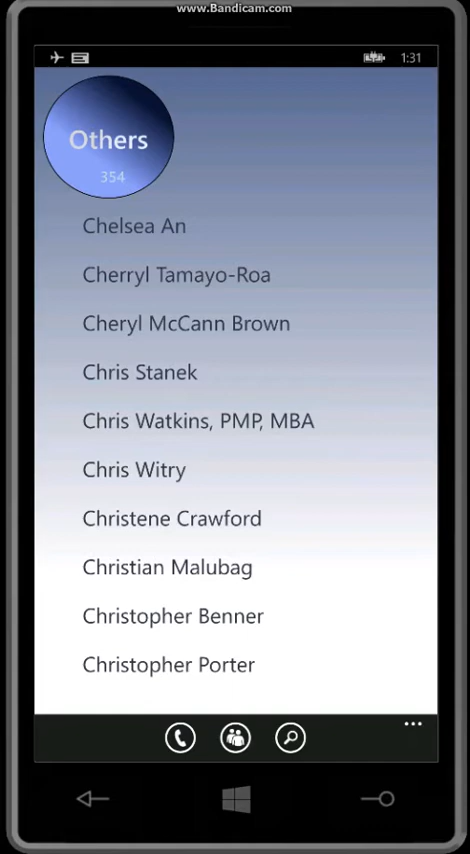 www.Bandicam.com
1:31
Others
354
Chelsea An
Cherryl Tamayo-Roa
Cheryl McCann Brown
Chris Stanek
Chris Watkins, PMP, MBA
Chris Witry
Christene Crawford
Christian Malubag
Christopher Benner
Christopher Porter